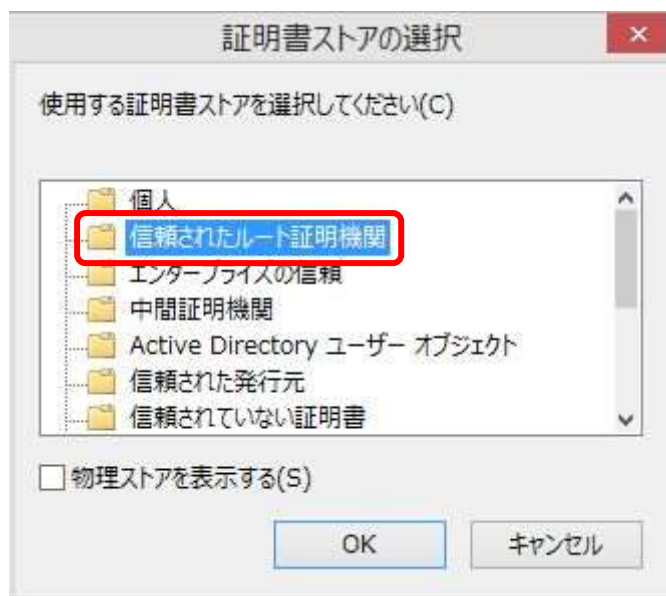 証明書ストアの選択
使用する証明書ストアを選択してください(C)
個人
信頼されたルート証明機関
エンタープライズの信頼
中間証明機関
Active Directory ユーザー オブジェクト
信頼された発行元
信頼されていない証明書
物理ストアを表示する(S)
OK
キャンセル